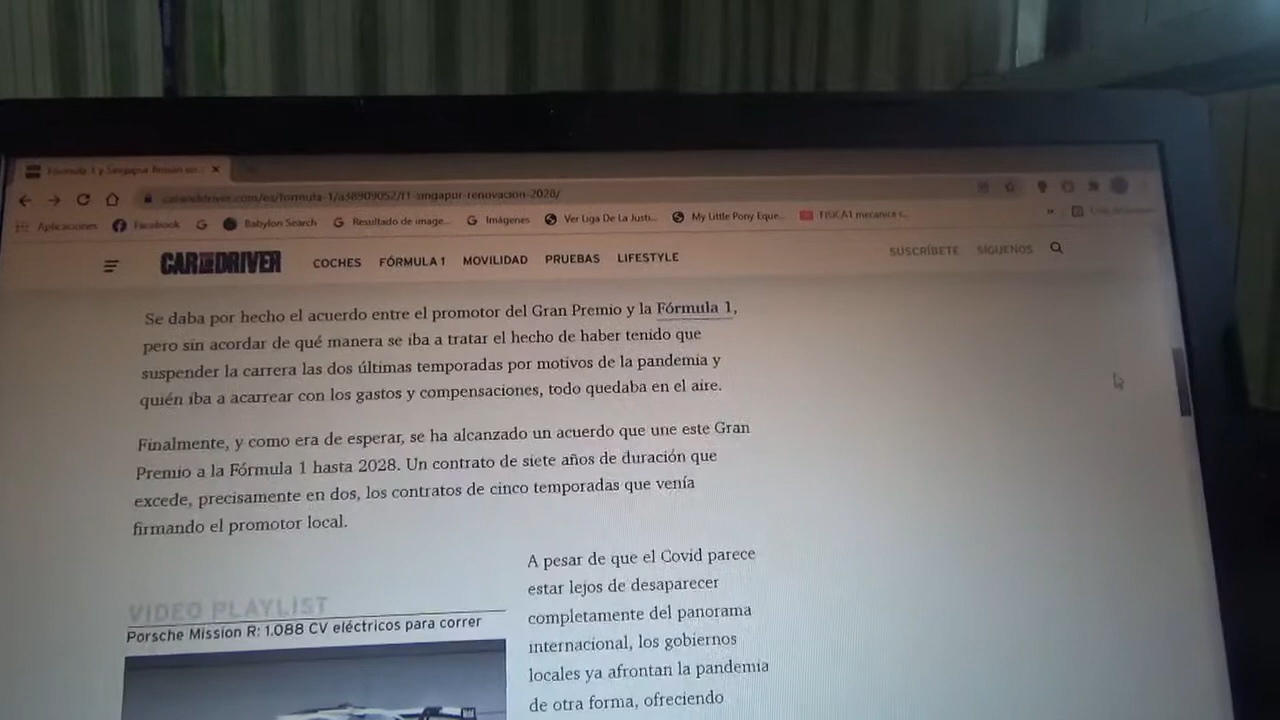 Fórmula 1 y Singapur firman un
caranddriver.com/es/formula-1/a38909052/f1-singapur-renovacion-2028/
Aplicaciones Facebook Babylon Search Resultado de image... Imágenes Ver Liga De La Justi... My Little Pony Eque... FISICA1 mecanica
CAR AND DRIVER COCHES FÓRMULA 1 MOVILIDAD PRUEBAS LIFESTYLE SUSCRÍBETE SÍGUENOS
Se daba por hecho el acuerdo entre el promotor del Gran Premio y la Fórmula 1,
pero sin acordar de qué manera se iba a tratar el hecho de haber tenido que
suspender la carrera las dos últimas temporadas por motivos de la pandemia y
quién iba a acarrear con los gastos y compensaciones, todo quedaba en el aire.
Finalmente, y como era de esperar, se ha alcanzado un acuerdo que une este Gran
Premio a la Fórmula 1 hasta 2028. Un contrato de siete años de duración que
excede, precisamente en dos, los contratos de cinco temporadas que venía
firmando el promotor local.
VIDEO PLAYLIST
Porsche Mission R: 1.088 CV eléctricos para correr
A pesar de que el Covid parece
estar lejos de desaparecer
completamente del panorama
internacional, los gobiernos
locales ya afrontan la pandemia
de otra forma, ofreciendo